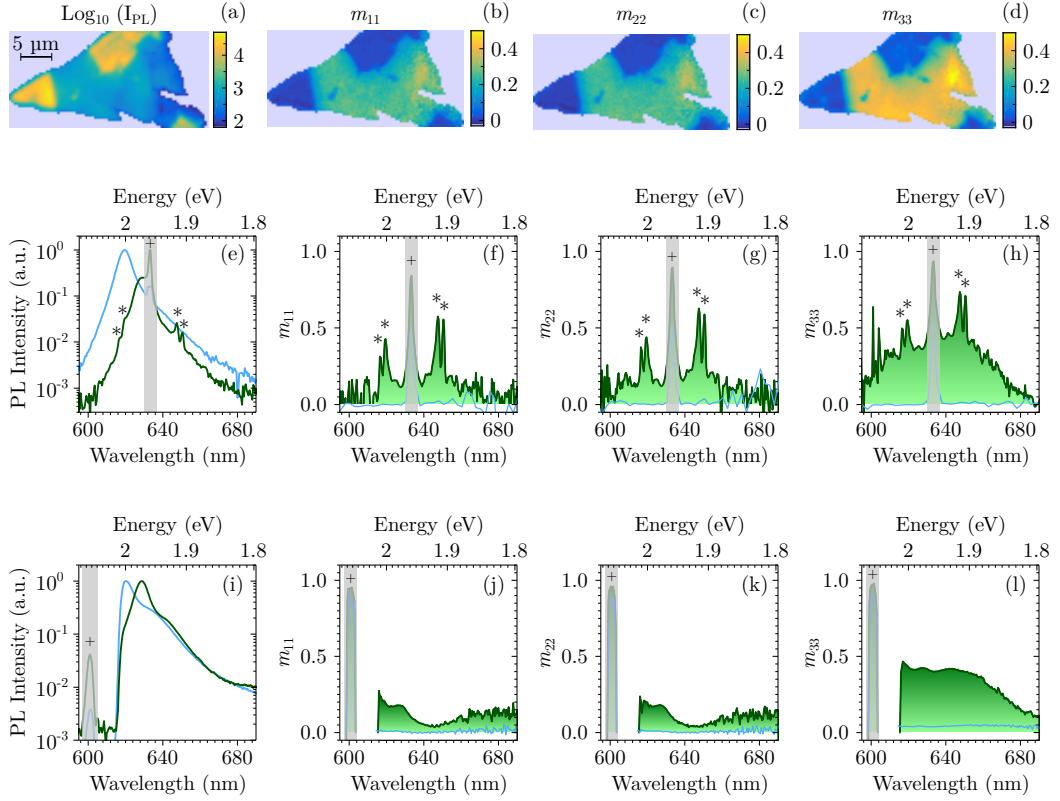 Log₁₀ (I_PL) (a) m₁₁ (b) m₂₂ (c) m₃₃ (d)
5 µm
4 3 2
0.4 0.2 0
0.4 0.2 0
0.4 0.2 0
Energy (eV) Energy (eV) Energy (eV) Energy (eV)
2 1.9 1.8 2 1.9 1.8 2 1.9 1.8 2 1.9 1.8
PL Intensity (a.u.) 10⁰ 10⁻¹ 10⁻² 10⁻³ + * * * * (e)
m₁₁ 1.0 0.5 0.0 + * * * * (f)
m₂₂ 1.0 0.5 0.0 + * * * * (g)
m₃₃ 1.0 0.5 0.0 + * * * * (h)
600 640 680 600 640 680 600 640 680 600 640 680
Wavelength (nm) Wavelength (nm) Wavelength (nm) Wavelength (nm)
Energy (eV) Energy (eV) Energy (eV) Energy (eV)
2 1.9 1.8 2 1.9 1.8 2 1.9 1.8 2 1.9 1.8
PL Intensity (a.u.) 10⁰ 10⁻¹ 10⁻² 10⁻³ + (i)
m₁₁ 1.0 0.5 0.0 + (j)
m₂₂ 1.0 0.5 0.0 + (k)
m₃₃ 1.0 0.5 0.0 + (l)
600 640 680 600 640 680 600 640 680 600 640 680
Wavelength (nm) Wavelength (nm) Wavelength (nm) Wavelength (nm)